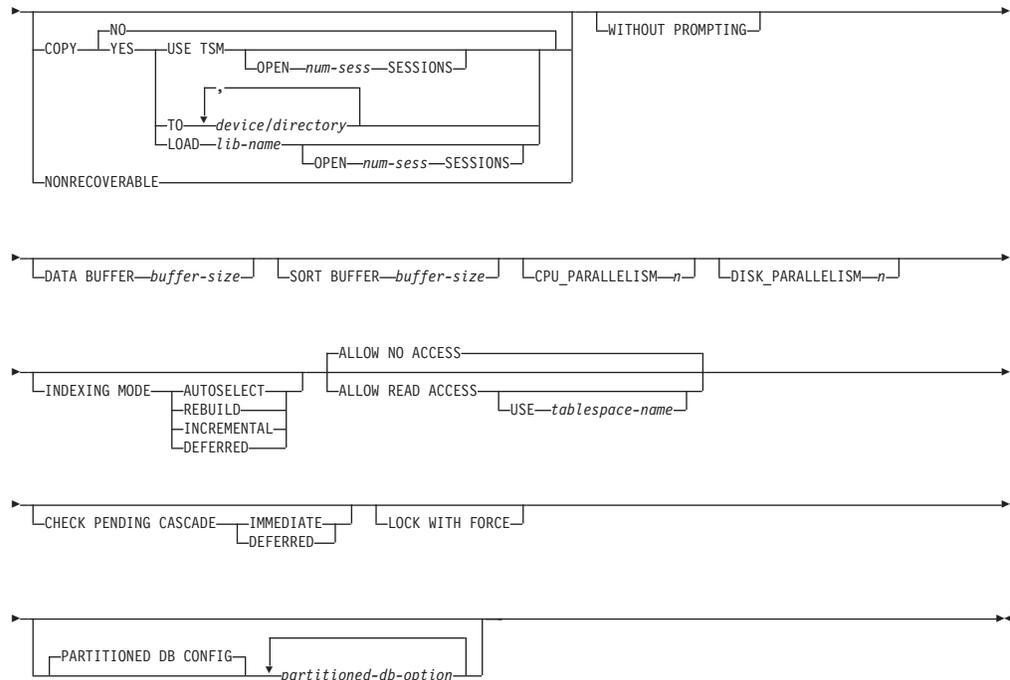 NO
WITHOUT PROMPTING
COPY YES USE TSM
OPEN num-sess SESSIONS
,
TO device/directory
LOAD lib-name
OPEN num-sess SESSIONS
NONRECOVERABLE
DATA BUFFER buffer-size SORT BUFFER buffer-size CPU_PARALLELISM n DISK_PARALLELISM n
ALLOW NO ACCESS
INDEXING MODE AUTOSELECT ALLOW READ ACCESS
REBUILD USE tablespace-name
INCREMENTAL
DEFERRED
CHECK PENDING CASCADE IMMEDIATE LOCK WITH FORCE
DEFERRED
PARTITIONED DB CONFIG
partitioned-db-option